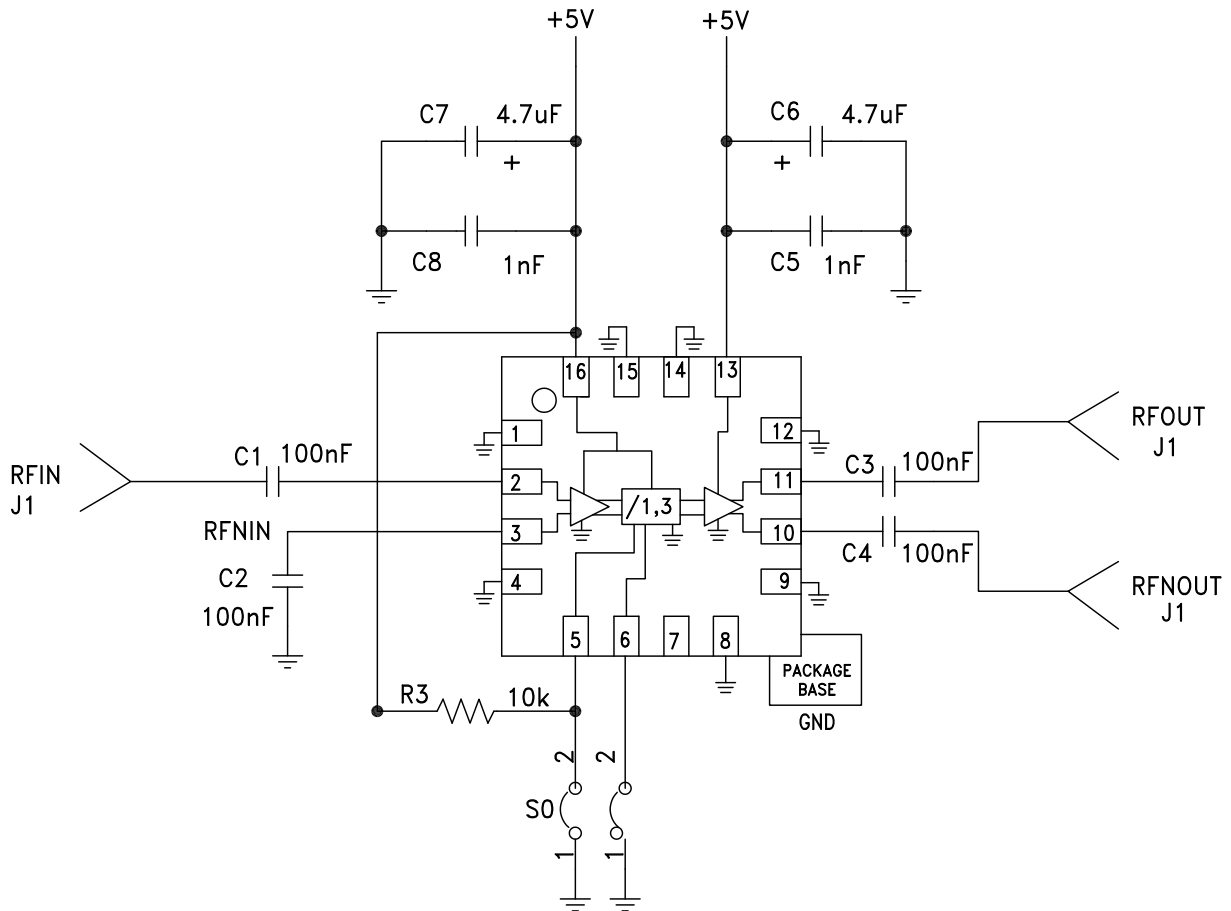 +5V +5V
C7 4.7uF C6 4.7uF
+ +
C8 1nF C5 1nF
16 15 14 13
1 12
RFIN
J1
C1 100nF
2 11
C3 100nF
RFOUT
J1
/1,3
RFNIN
3 10
C2
100nF
C4 100nF
4 9
RFNOUT
J1
5 6 7 8
PACKAGE
BASE
GND
R3 10k
2 2
S0
1 1